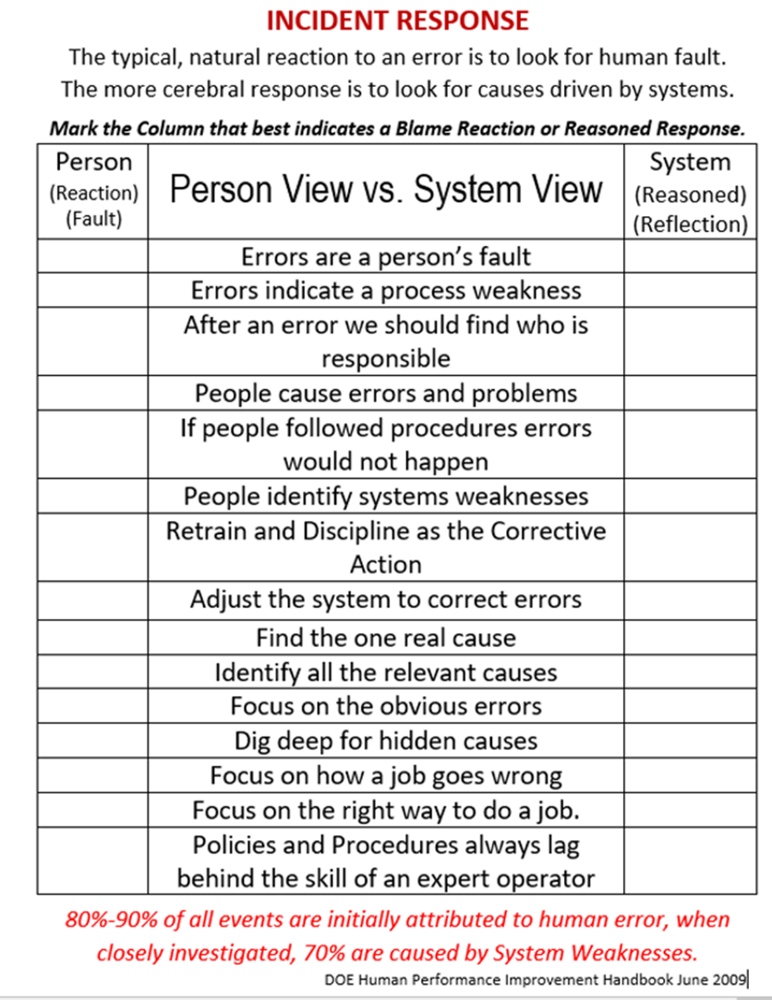 INCIDENT RESPONSE
The typical, natural reaction to an error is to look for human fault.
The more cerebral response is to look for causes driven by systems.
Mark the Column that best indicates a Blame Reaction or Reasoned Response.
Person
(Reaction)
(Fault)
Person View vs. System View
System
(Reasoned)
(Reflection)
Errors are a person’s fault
Errors indicate a process weakness
After an error we should find who is
responsible
People cause errors and problems
If people followed procedures errors
would not happen
People identify systems weaknesses
Retrain and Discipline as the Corrective
Action
Adjust the system to correct errors
Find the one real cause
Identify all the relevant causes
Focus on the obvious errors
Dig deep for hidden causes
Focus on how a job goes wrong
Focus on the right way to do a job.
Policies and Procedures always lag
behind the skill of an expert operator
80%-90% of all events are initially attributed to human error, when
closely investigated, 70% are caused by System Weaknesses.
DOE Human Performance Improvement Handbook June 2009